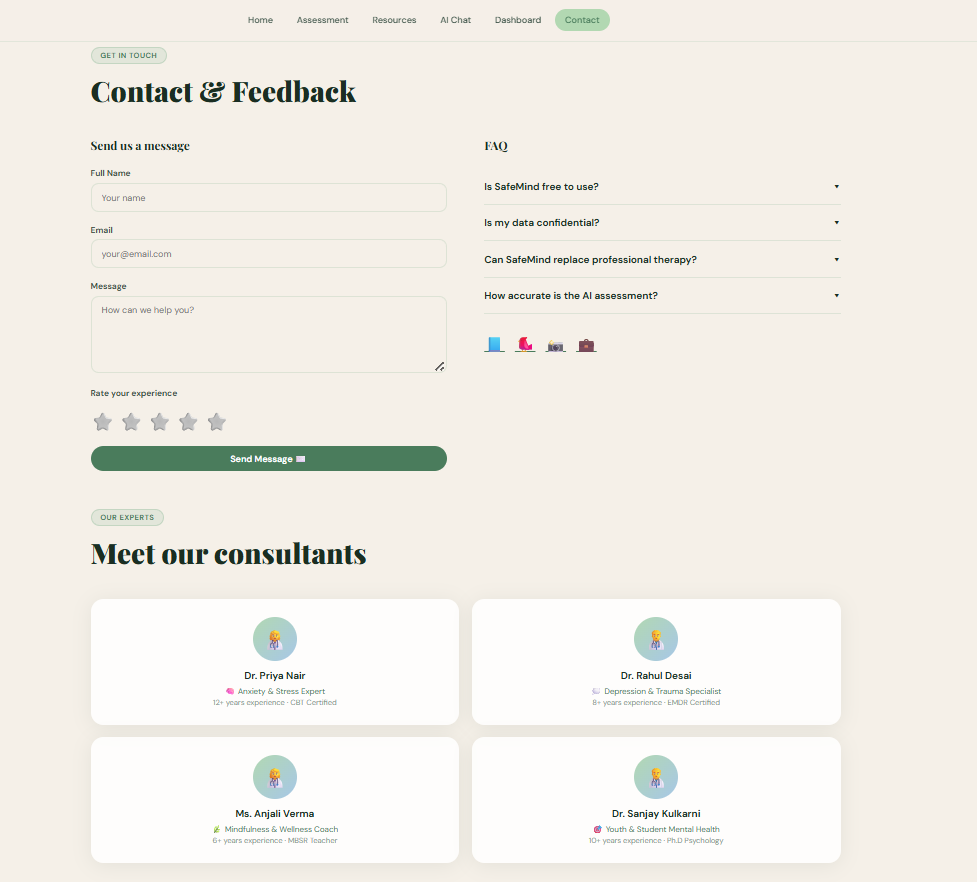 Home Assessment Resources AI Chat Dashboard Contact
GET IN TOUCH
Contact & Feedback
Send us a message
Full Name
Your name
Email
your@email.com
Message
How can we help you?
Rate your experience
Send Message
FAQ
Is SafeMind free to use?
Is my data confidential?
Can SafeMind replace professional therapy?
How accurate is the AI assessment?
OUR EXPERTS
Meet our consultants
Dr. Priya Nair
Anxiety & Stress Expert
12+ years experience · CBT Certified
Dr. Rahul Desai
Depression & Trauma Specialist
8+ years experience · EMDR Certified
Ms. Anjali Verma
Mindfulness & Wellness Coach
6+ years experience · MBSR Teacher
Dr. Sanjay Kulkarni
Youth & Student Mental Health
10+ years experience · Ph.D Psychology